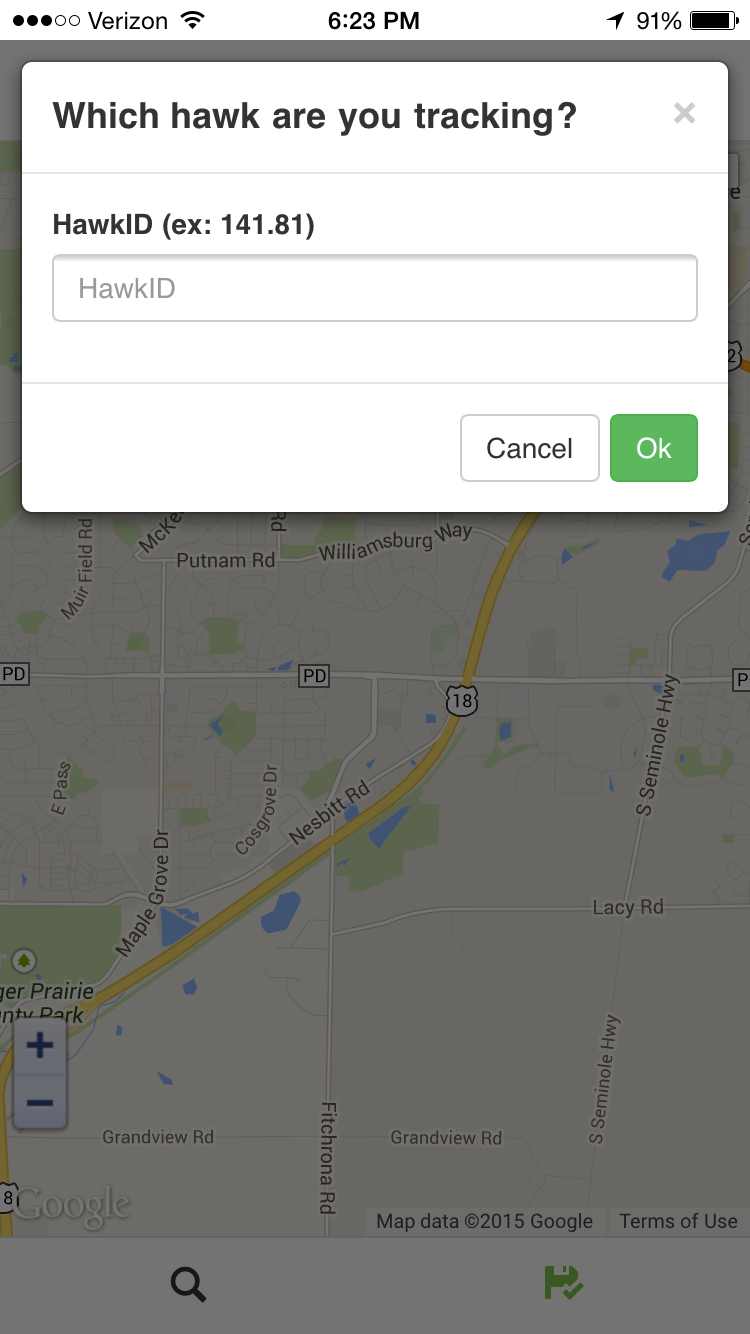 Verizon 6:23 PM 91%
Which hawk are you tracking? ×
HawkID (ex: 141.81)
HawkID
Cancel Ok
e
2
Muir Field Rd
McKe
Rd
Putnam Rd
Williamsburg Way
PD
PD
P
18
S Seminole Hwy
E Pass
Cosgrove Dr
Nesbitt Rd
Maple Grove Dr
Lacy Rd
ger Prairie
nty Park
+
−
S Seminole Hwy
Fitchrona Rd
Grandview Rd
Grandview Rd
8
Google
Map data ©2015 Google
Terms of Use